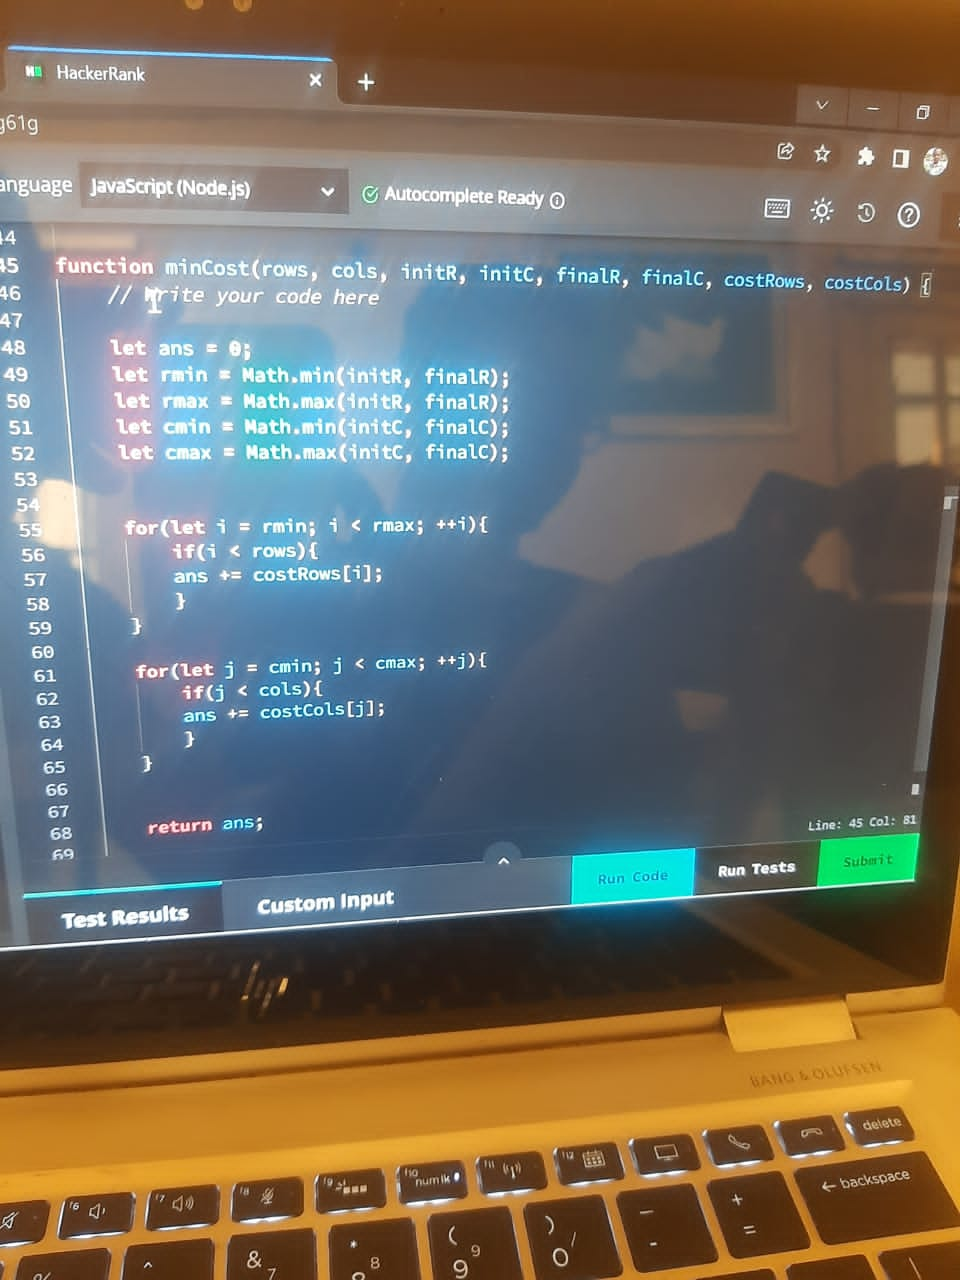 HackerRank
g61g
anguage JavaScript (Node.js) Autocomplete Ready
44
45 function minCost(rows, cols, initR, initC, finalR, finalC, costRows, costCols) {
46 // Write your code here
47
48 let ans = 0;
49 let rmin = Math.min(initR, finalR);
50 let rmax = Math.max(initR, finalR);
51 let cmin = Math.min(initC, finalC);
52 let cmax = Math.max(initC, finalC);
53
54
55 for(let i = rmin; i < rmax; ++i){
56 if(i < rows){
57 ans += costRows[i];
58 }
59 }
60
61 for(let j = cmin; j < cmax; ++j){
62 if(j < cols){
63 ans += costCols[j];
64 }
65 }
66
67
68 return ans;
69
Line: 45 Col: 81
Test Results Custom Input Run Code Run Tests Submit
hp
BANG & OLUFSEN
f6 f7 f8 f9 f10 num lk f11 f12 delete
& 7 * 8 ( 9 9 ) 0 / _ - + = ← backspace